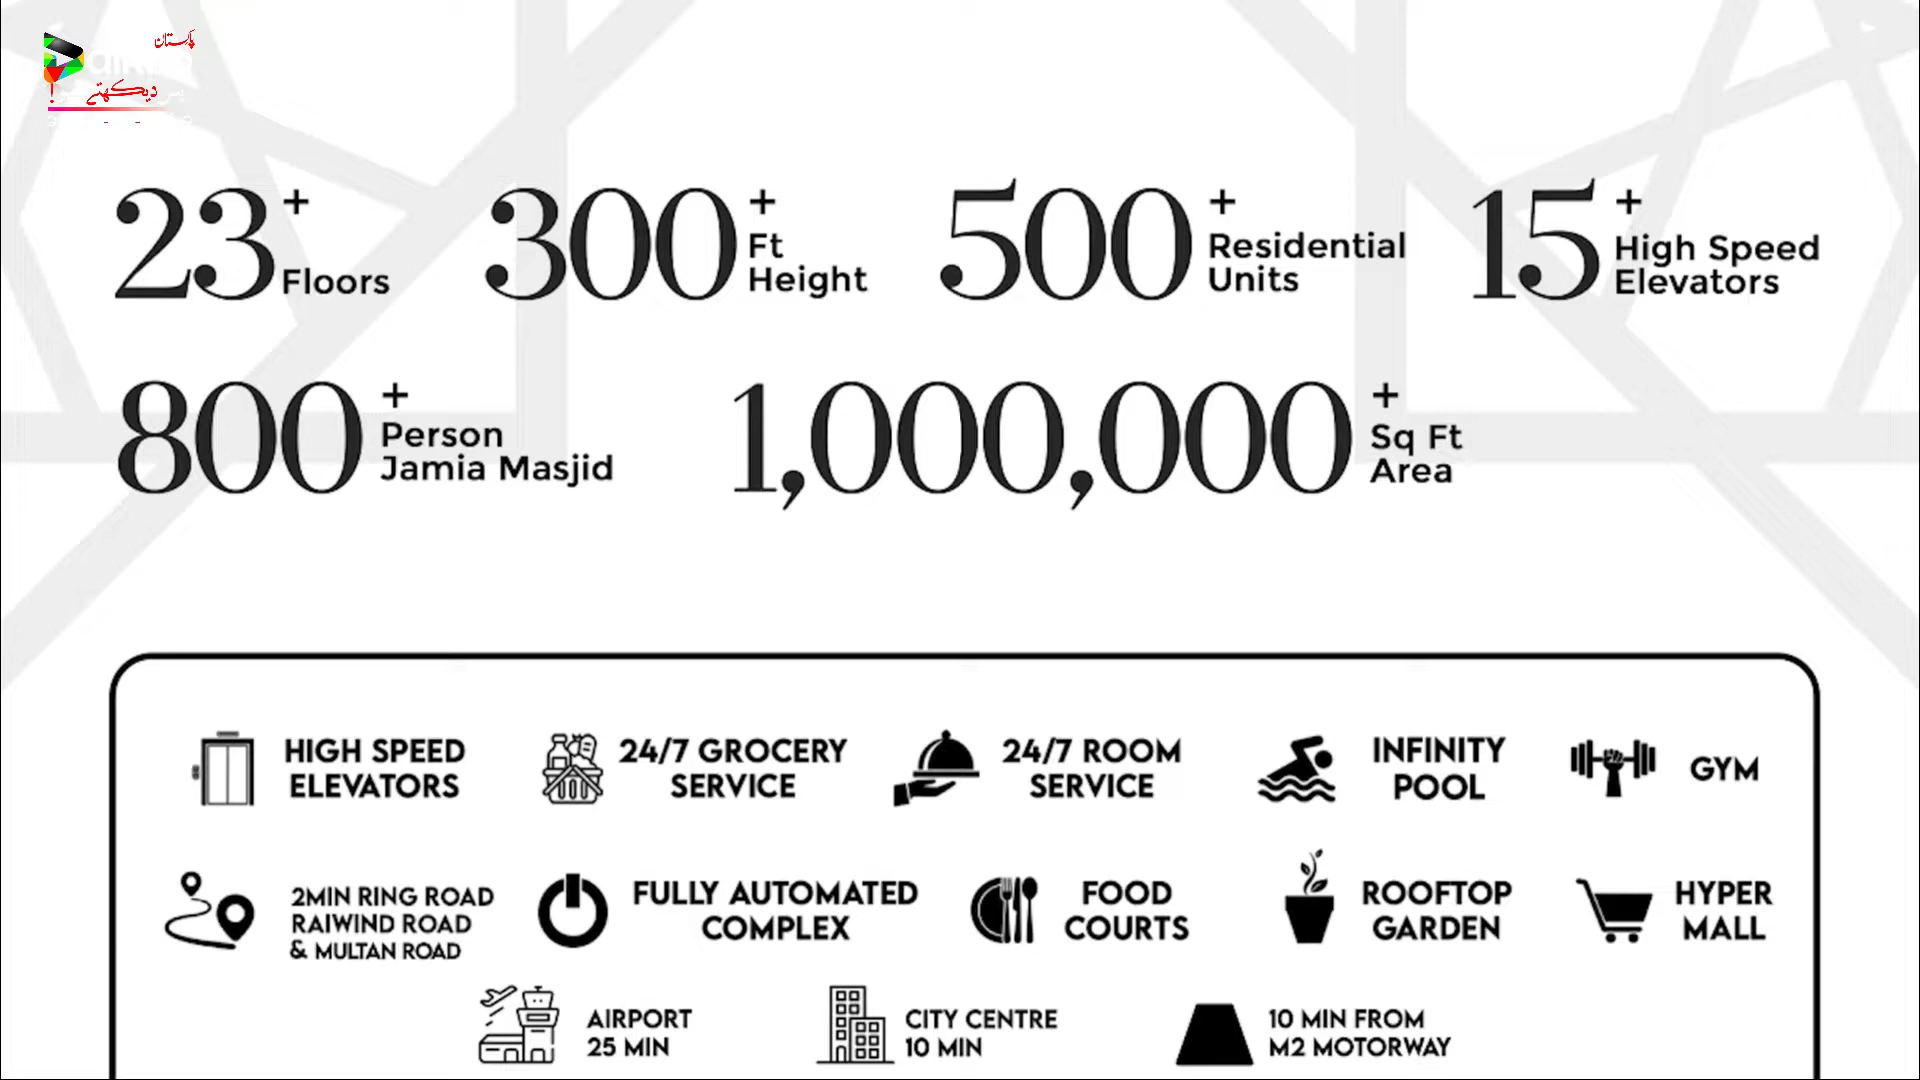 پاکستان
دیکھتے
23+ Floors
300+ Ft Height
500+ Residential Units
15+ High Speed Elevators
800+ Person Jamia Masjid
1,000,000+ Sq Ft Area
HIGH SPEED ELEVATORS
24/7 GROCERY SERVICE
24/7 ROOM SERVICE
INFINITY POOL
GYM
2MIN RING ROAD
RAIWIND ROAD
& MULTAN ROAD
FULLY AUTOMATED COMPLEX
FOOD COURTS
ROOFTOP GARDEN
HYPER MALL
AIRPORT
25 MIN
CITY CENTRE
10 MIN
10 MIN FROM
M2 MOTORWAY